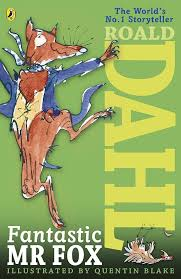 The World's
No.1 Storyteller
ROALD
DAHL
Fantastic
MR FOX
ILLUSTRATED BY QUENTIN BLAKE